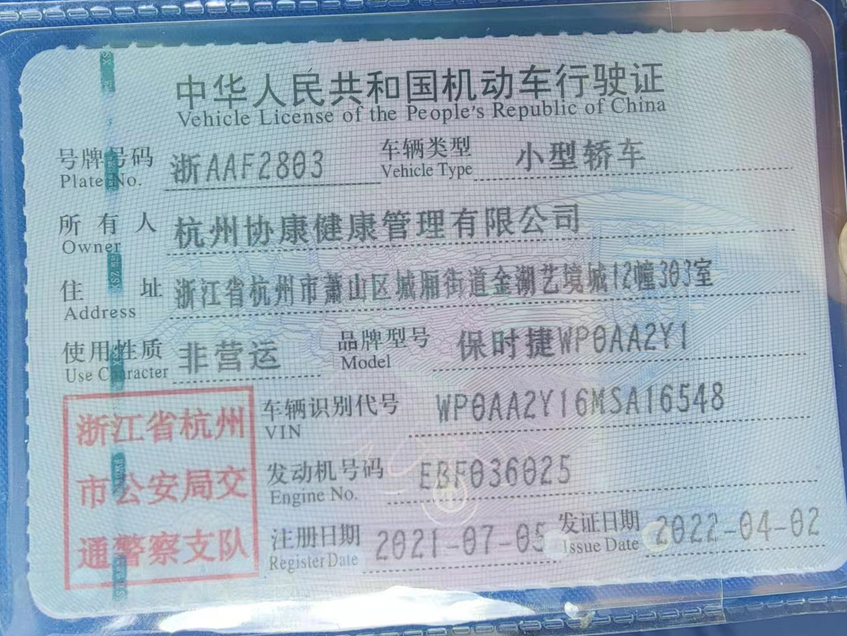 中华人民共和国机动车行驶证
Vehicle License of the People's Republic of China
号牌号码 浙AAF2803 车辆类型 小型轿车
Plate No. Vehicle Type
所有人 杭州协康健康管理有限公司
Owner
住址 浙江省杭州市萧山区城厢街道金湖艺境城12幢303室
Address
使用性质 非营运 品牌型号 保时捷WP0AA2Y1
Use Character Model
浙江省杭州
市公安局交
通警察支队
车辆识别代号 WP0AA2Y16MSA16548
VIN
发动机号码 EBF036025
Engine No.
注册日期 2021-07-05 发证日期 2022-04-02
Register Date Issue Date